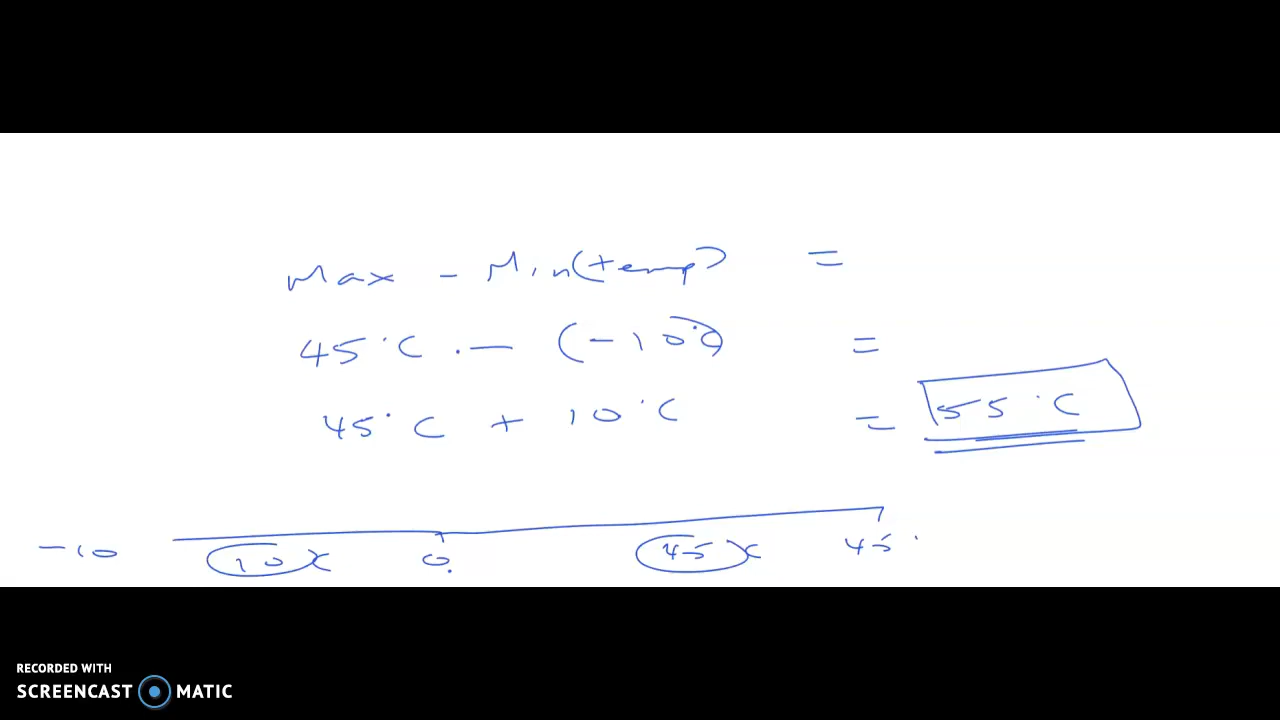 Max - Min(temp) =
45°C - (-10°C) =
45°C + 10°C = 55°C
-10 10 0 45 45
RECORDED WITH
SCREENCAST MATIC